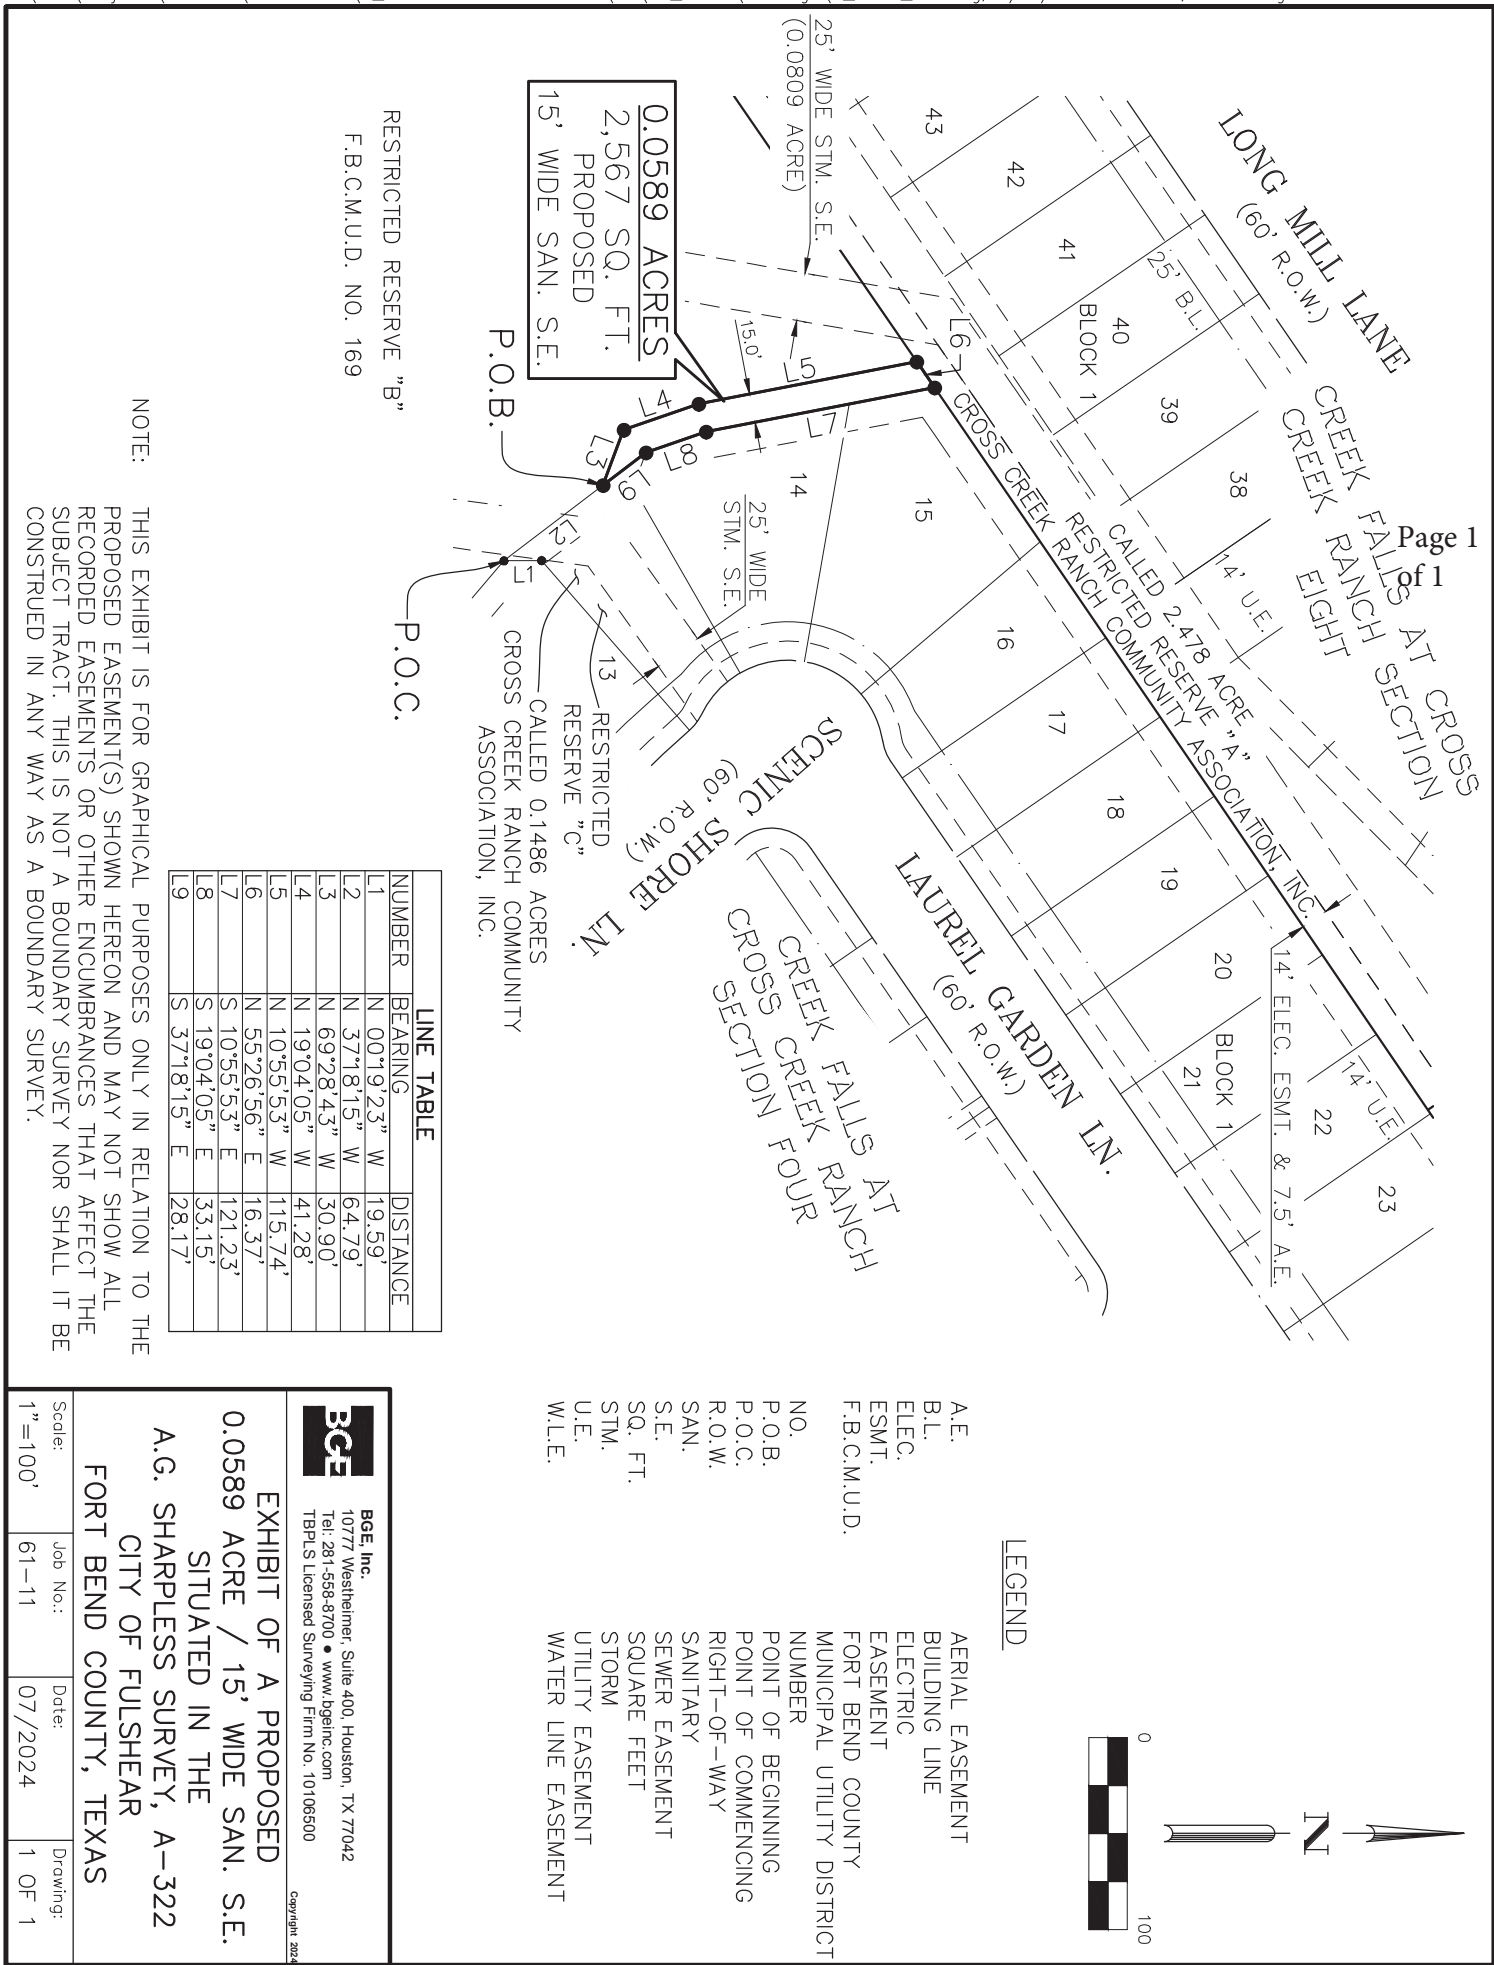 Page 1
of 1
LONG MILL LANE
(60' R.O.W.)
CREEK FALLS AT CROSS
CREEK RANCH SECTION
EIGHT
25' WIDE STM. S.E.
(0.0809 ACRE)
43
42
41
40
39
38
25' B.L.
BLOCK 1
14' U.E.
CALLED 2.478 ACRE
RESTRICTED RESERVE "A"
CROSS CREEK RANCH COMMUNITY ASSOCIATION, INC.
14' ELEC. ESMT. & 7.5' A.E.
14' U.E.
0.0589 ACRES
2,567 SQ. FT.
PROPOSED
15' WIDE SAN. S.E.
15.0'
L6
L5
L7
L4
L8
L3
L9
L2
L1
P.O.B.
P.O.C.
25' WIDE
STM. S.E.
13
14
15
16
17
18
19
20
21
22
23
BLOCK 1
RESTRICTED
RESERVE "C"
CALLED 0.1486 ACRES
CROSS CREEK RANCH COMMUNITY
ASSOCIATION, INC.
SCENIC SHORE LN.
(60' R.O.W.)
LAUREL GARDEN LN.
(60' R.O.W.)
CREEK FALLS AT
CROSS CREEK RANCH
SECTION FOUR
RESTRICTED RESERVE "B"
F.B.C.M.U.D. NO. 169
LINE TABLE
NUMBER BEARING DISTANCE
L1 N 00°19'23" W 19.59'
L2 N 37°18'15" W 64.79'
L3 N 69°28'43" W 30.90'
L4 N 19°04'05" W 41.28'
L5 N 10°55'53" W 115.74'
L6 N 55°26'56" E 16.37'
L7 S 10°55'53" E 121.23'
L8 S 19°04'05" E 33.15'
L9 S 37°18'15" E 28.17'
NOTE: THIS EXHIBIT IS FOR GRAPHICAL PURPOSES ONLY IN RELATION TO THE
PROPOSED EASEMENT(S) SHOWN HEREON AND MAY NOT SHOW ALL
RECORDED EASEMENTS OR OTHER ENCUMBRANCES THAT AFFECT THE
SUBJECT TRACT. THIS IS NOT A BOUNDARY SURVEY NOR SHALL IT BE
CONSTRUED IN ANY WAY AS A BOUNDARY SURVEY.
N
0 100
LEGEND
A.E. AERIAL EASEMENT
B.L. BUILDING LINE
ELEC. ELECTRIC
ESMT. EASEMENT
F.B.C.M.U.D. FORT BEND COUNTY
MUNICIPAL UTILITY DISTRICT
NO. NUMBER
P.O.B. POINT OF BEGINNING
P.O.C. POINT OF COMMENCING
R.O.W. RIGHT-OF-WAY
SAN. SANITARY
S.E. SEWER EASEMENT
SQ. FT. SQUARE FEET
STM. STORM
U.E. UTILITY EASEMENT
W.L.E. WATER LINE EASEMENT
BGE
BGE, Inc.
10777 Westheimer, Suite 400, Houston, TX 77042
Tel: 281-558-8700 ● www.bgeinc.com
TBPLS Licensed Surveying Firm No. 10106500
Copyright 2024
EXHIBIT OF A PROPOSED
0.0589 ACRE / 15' WIDE SAN. S.E.
SITUATED IN THE
A.G. SHARPLESS SURVEY, A-322
CITY OF FULSHEAR
FORT BEND COUNTY, TEXAS
Scale: Job No.: Date: Drawing:
1"=100' 61-11 07/2024 1 OF 1